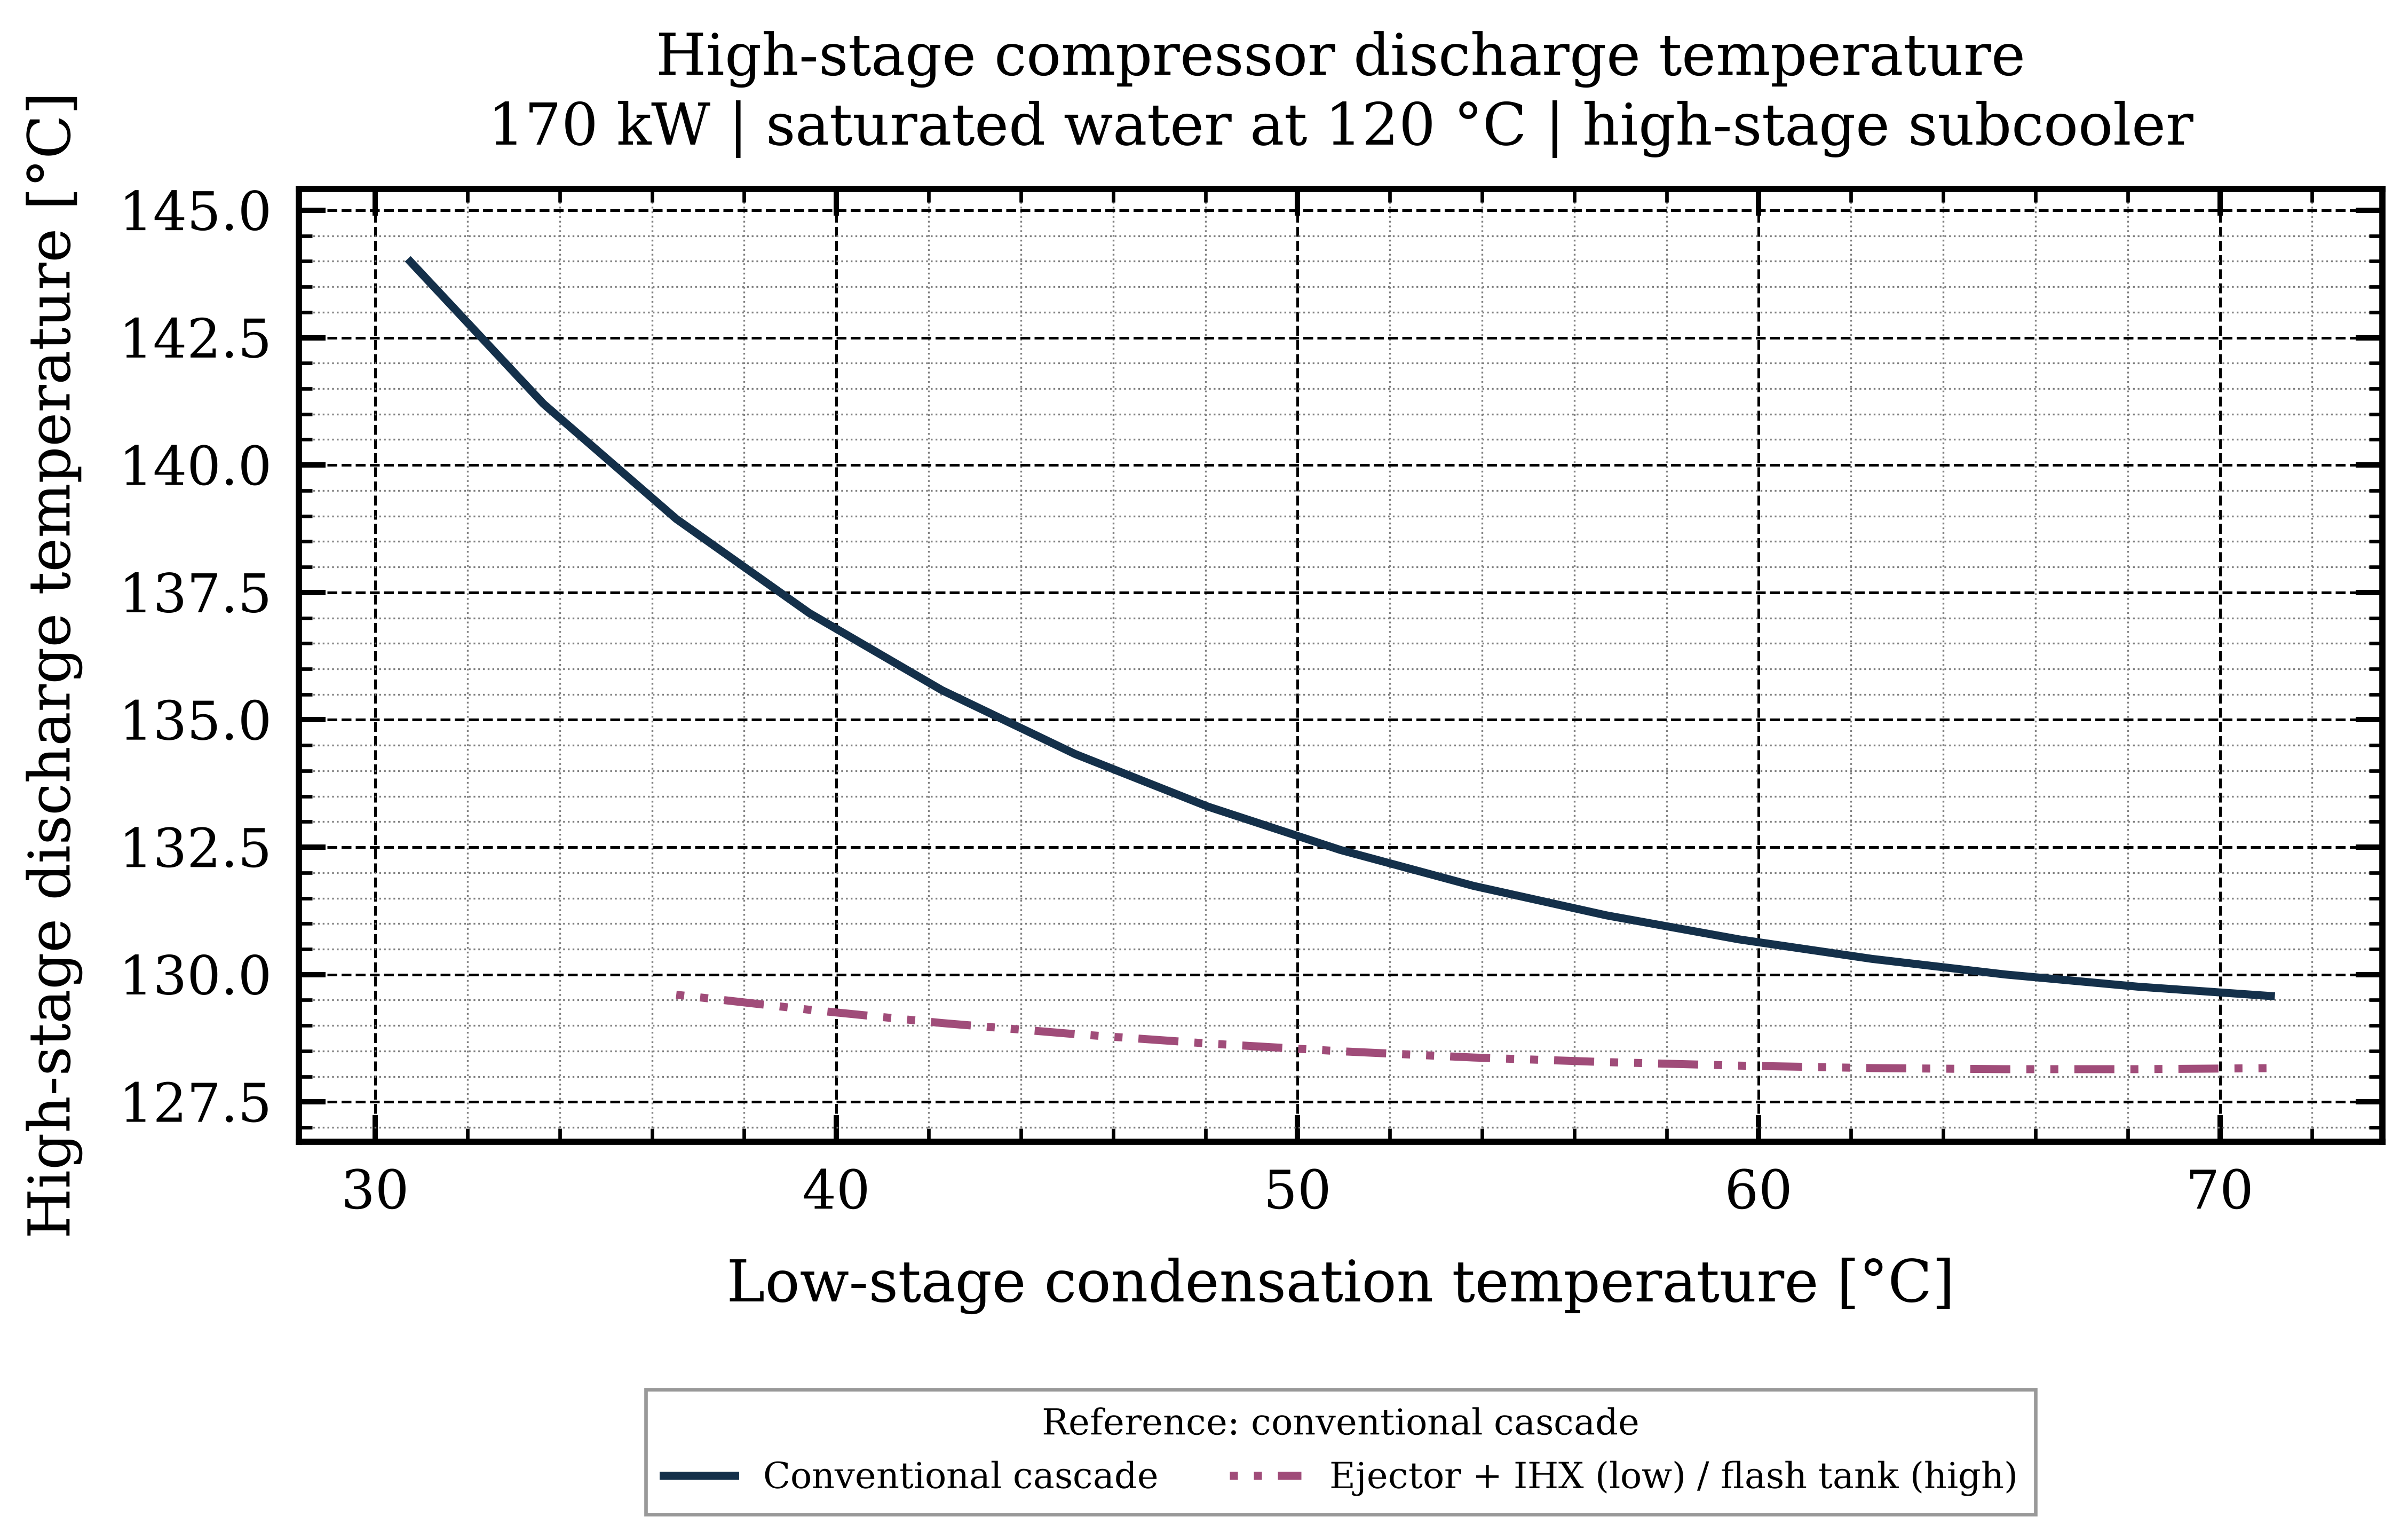 High-stage compressor discharge temperature
170 kW | saturated water at 120 °C | high-stage subcooler
High-stage discharge temperature [°C]
145.0
142.5
140.0
137.5
135.0
132.5
130.0
127.5
30 40 50 60 70
Low-stage condensation temperature [°C]
Reference: conventional cascade
Conventional cascade Ejector + IHX (low) / flash tank (high)